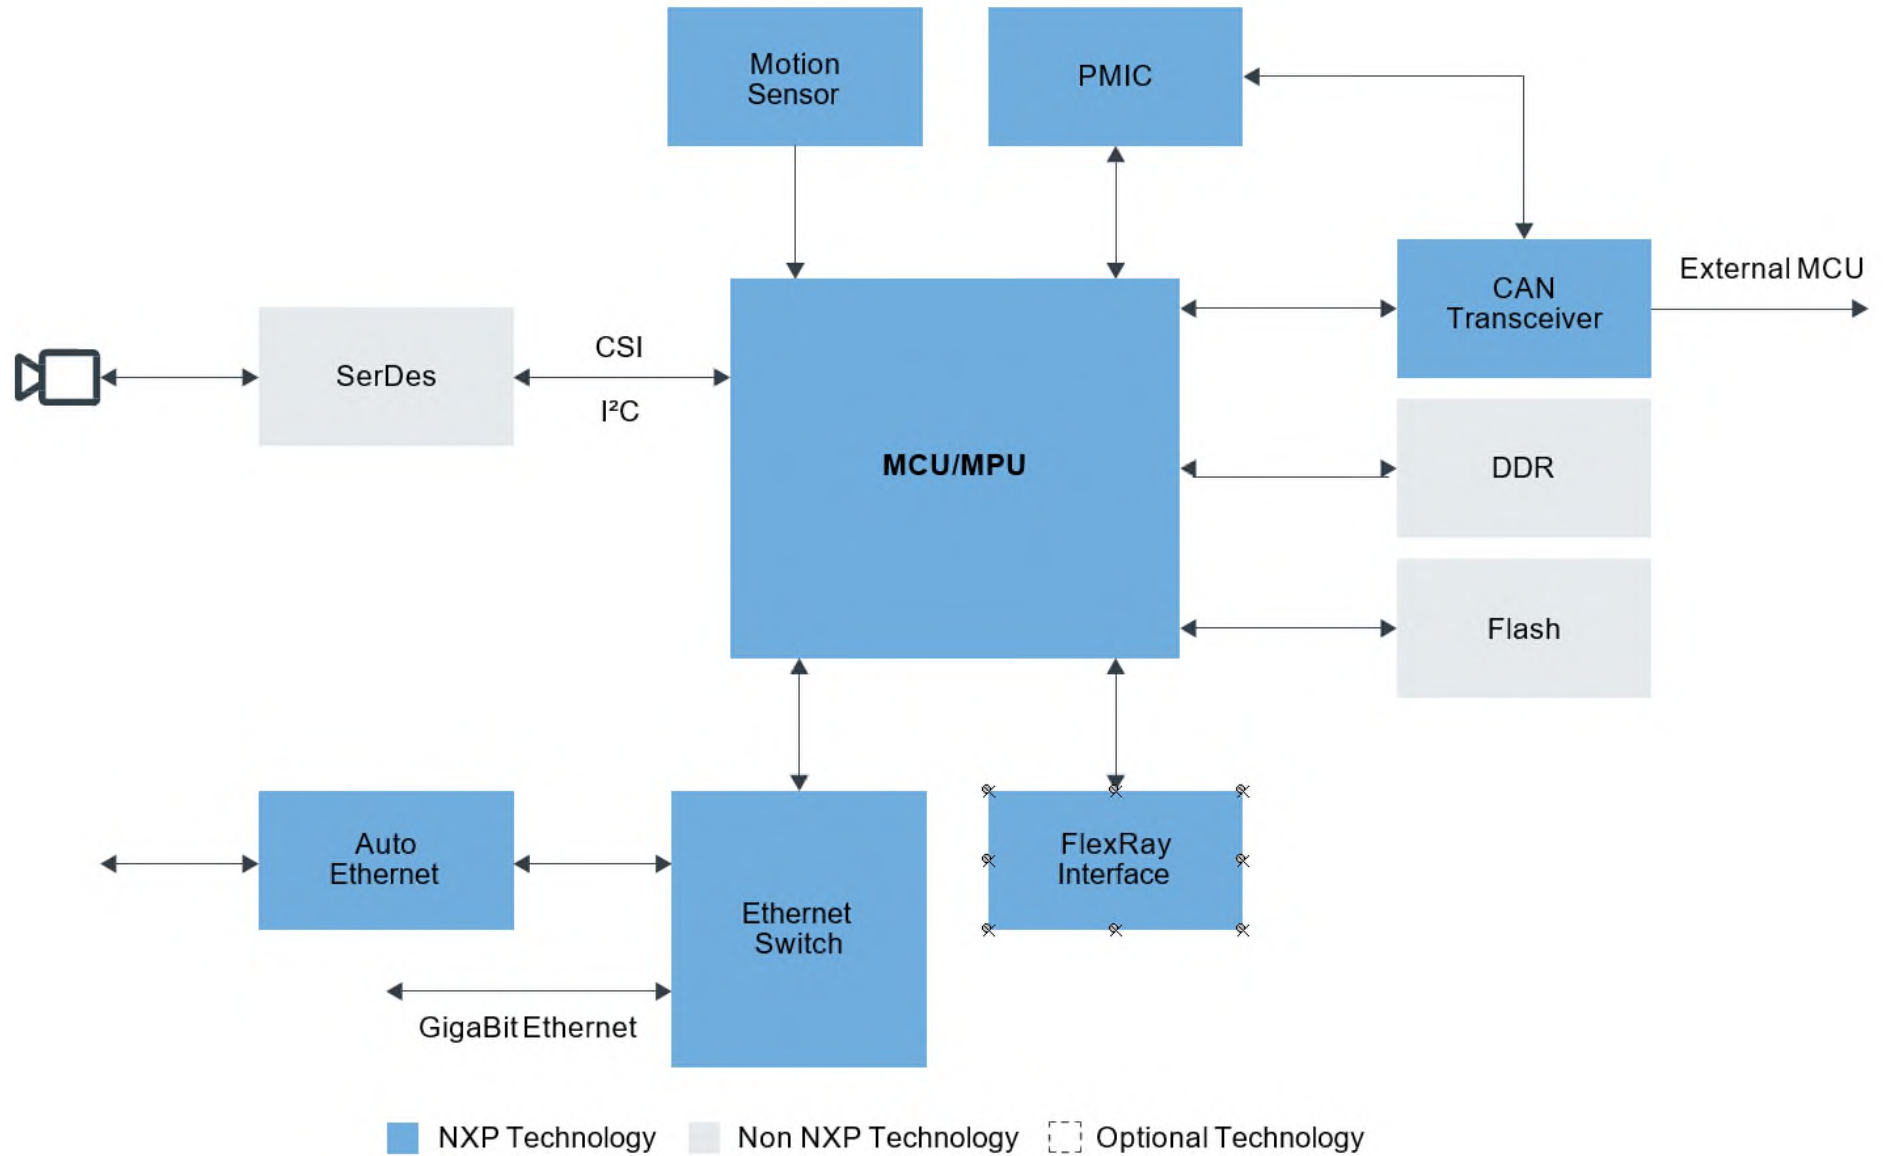 Motion
Sensor
PMIC
CAN
Transceiver
External MCU
SerDes
CSI
I²C
MCU/MPU
DDR
Flash
Auto
Ethernet
Ethernet
Switch
FlexRay
Interface
GigaBit Ethernet
NXP Technology
Non NXP Technology
Optional Technology